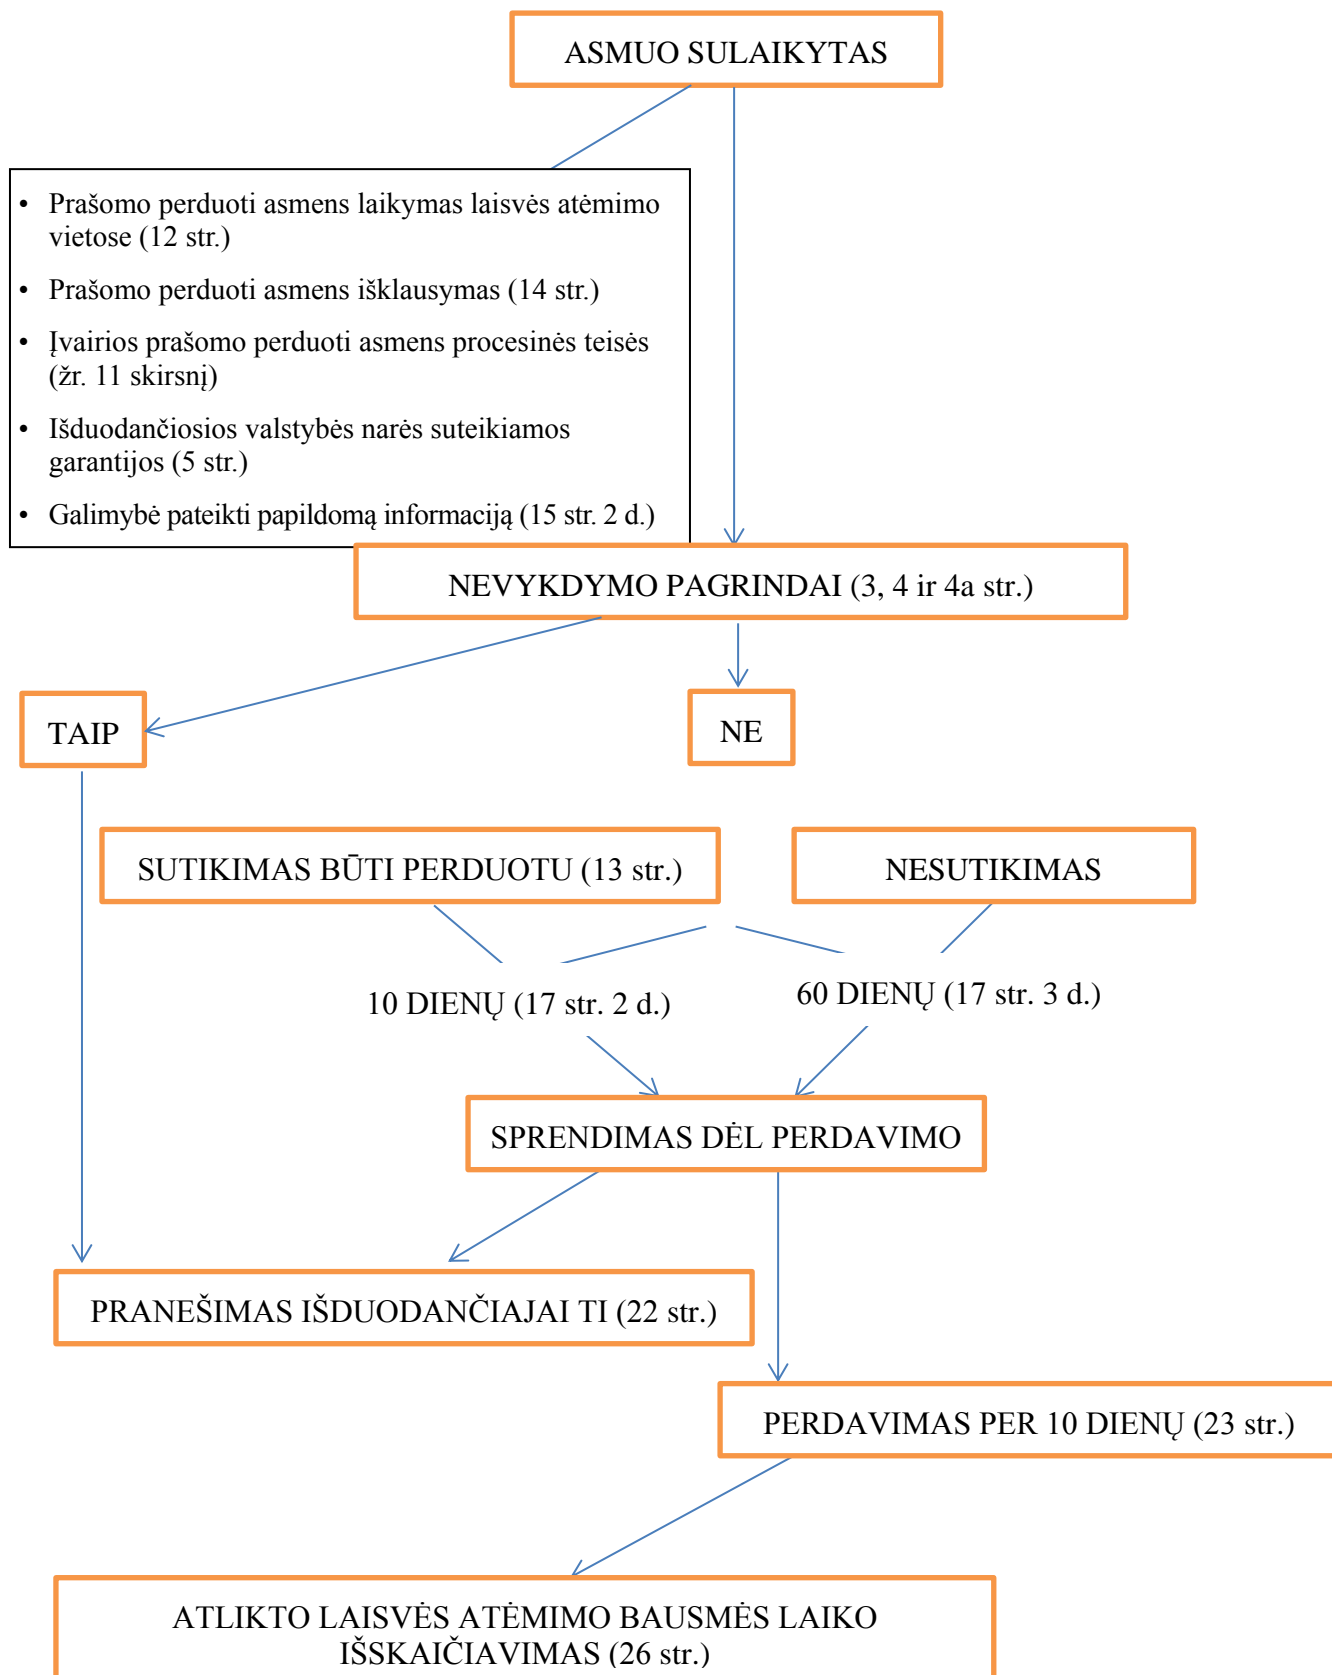 ASMUO SULAIKYTAS
• Prašomo perduoti asmens laikymas laisvės atėmimo
vietose (12 str.)
• Prašomo perduoti asmens išklausymas (14 str.)
• Įvairios prašomo perduoti asmens procesinės teisės
(žr. 11 skirsnį)
• Išduodančiosios valstybės narės suteikiamos
garantijos (5 str.)
• Galimybė pateikti papildomą informaciją (15 str. 2 d.)
NEVYKDYMO PAGRINDAI (3, 4 ir 4a str.)
TAIP
NE
SUTIKIMAS BŪTI PERDUOTU (13 str.)
NESUTIKIMAS
10 DIENŲ (17 str. 2 d.)
60 DIENŲ (17 str. 3 d.)
SPRENDIMAS DĖL PERDAVIMO
PRANEŠIMAS IŠDUODANČIAJAI TI (22 str.)
PERDAVIMAS PER 10 DIENŲ (23 str.)
ATLIKTO LAISVĖS ATĖMIMO BAUSMĖS LAIKO
IŠSKAIČIAVIMAS (26 str.)